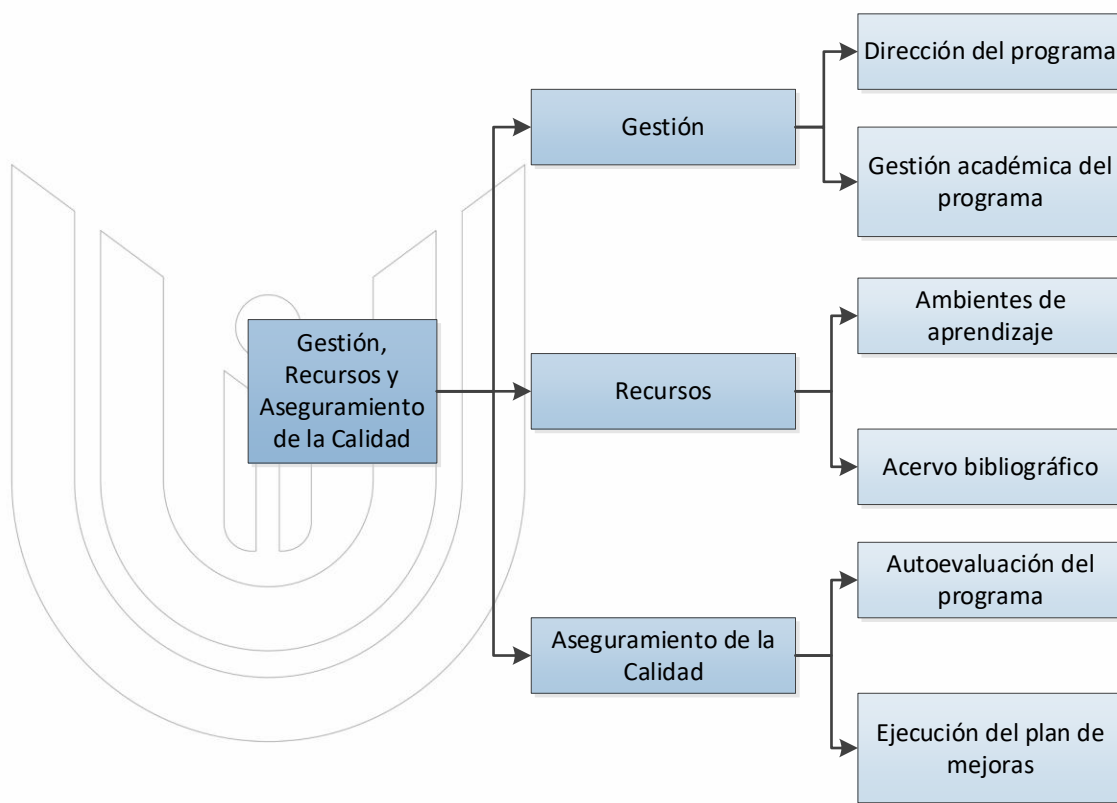 Gestión,
Recursos y
Aseguramiento
de la Calidad
Gestión
Dirección del programa
Gestión académica del
programa
Recursos
Ambientes de
aprendizaje
Acervo bibliográfico
Aseguramiento de la
Calidad
Autoevaluación del
programa
Ejecución del plan de
mejoras